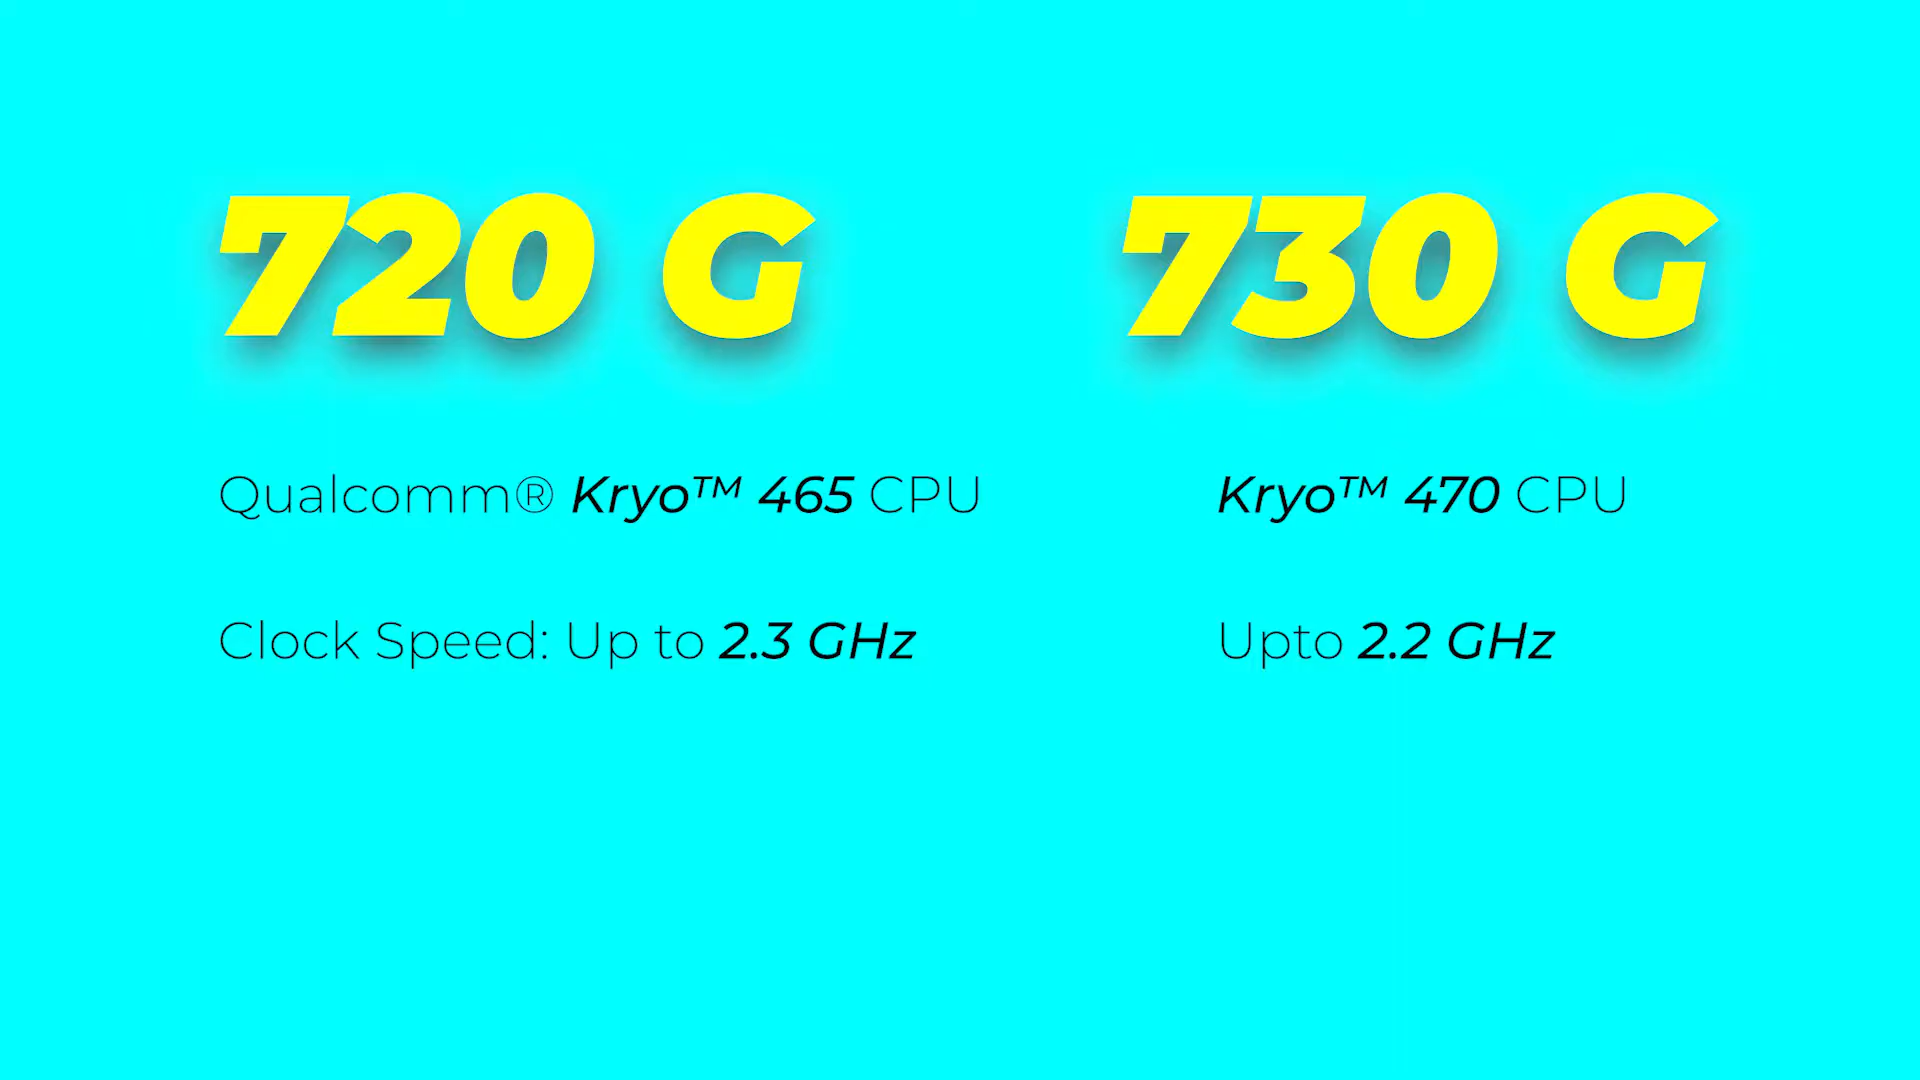 720 G
730 G
Qualcomm® Kryo™ 465 CPU
Kryo™ 470 CPU
Clock Speed: Up to 2.3 GHz
Upto 2.2 GHz